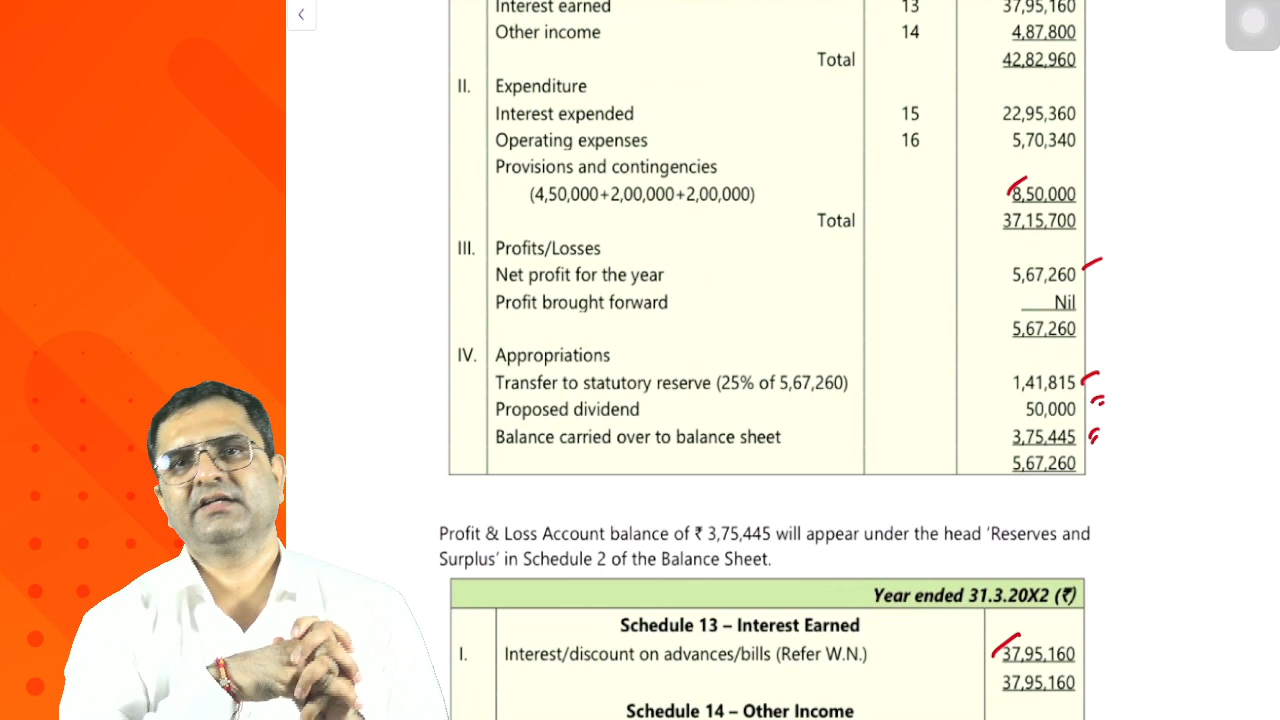 Interest earned 13 37,95,160
Other income 14 4,87,800
Total 42,82,960
II. Expenditure
Interest expended 15 22,95,360
Operating expenses 16 5,70,340
Provisions and contingencies
(4,50,000+2,00,000+2,00,000) 8,50,000
Total 37,15,700
III. Profits/Losses
Net profit for the year 5,67,260
Profit brought forward Nil
5,67,260
IV. Appropriations
Transfer to statutory reserve (25% of 5,67,260) 1,41,815
Proposed dividend 50,000
Balance carried over to balance sheet 3,75,445
5,67,260
Profit & Loss Account balance of ₹ 3,75,445 will appear under the head ‘Reserves and
Surplus’ in Schedule 2 of the Balance Sheet.
Year ended 31.3.20X2 (₹)
Schedule 13 – Interest Earned
I. Interest/discount on advances/bills (Refer W.N.) 37,95,160
37,95,160
Schedule 14 – Other Income